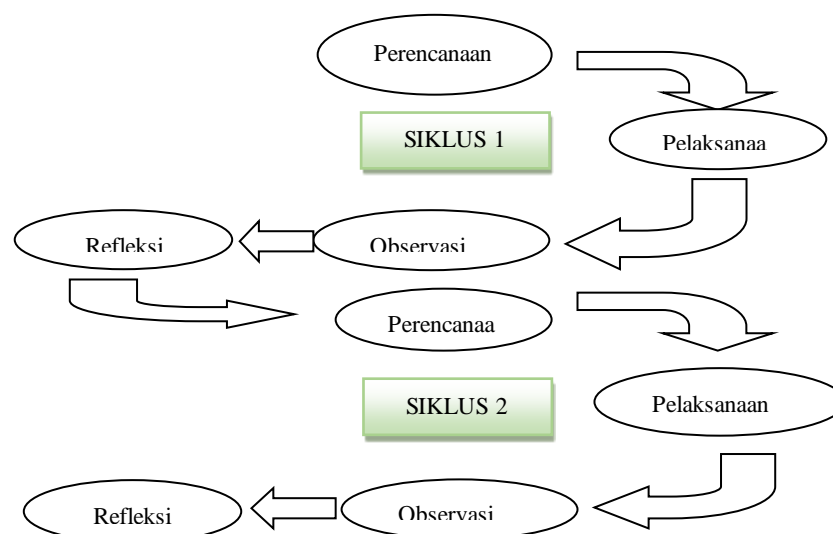 Perencanaan
SIKLUS 1
Pelaksanaa
Refleksi
Observasi
Perencanaa
SIKLUS 2
Pelaksanaan
Refleksi
Observasi